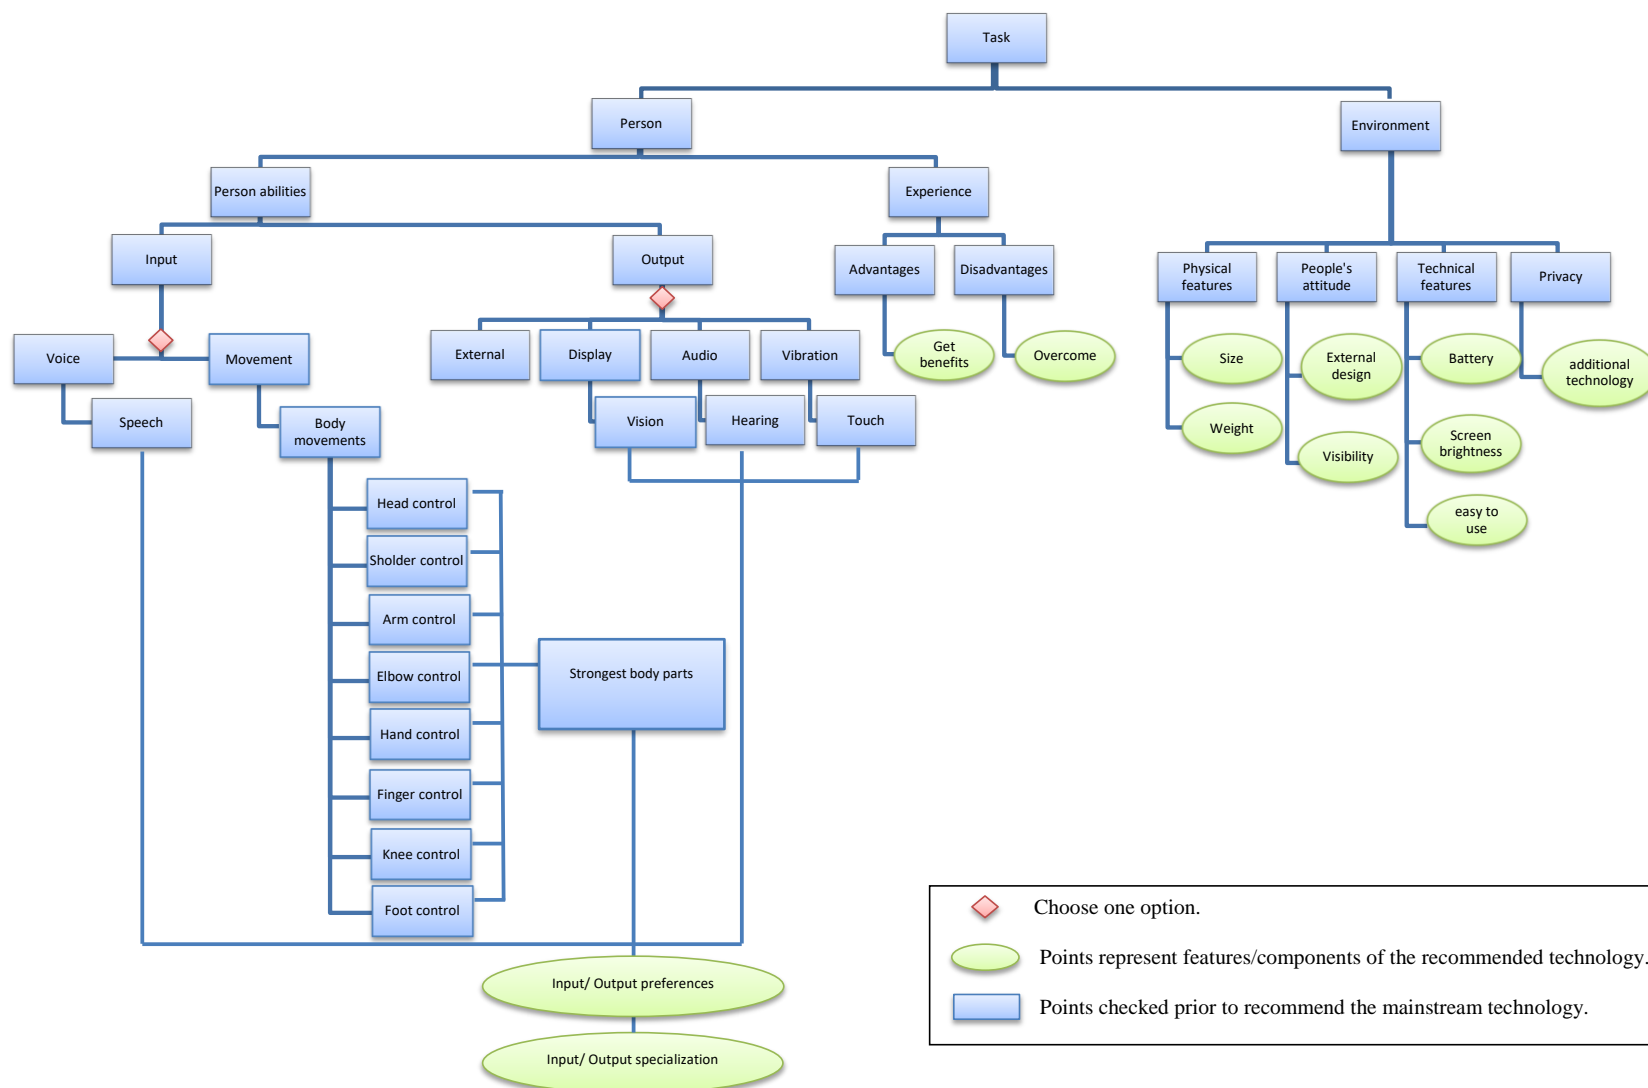 Task
Person
Environment
Person abilities
Experience
Input
Output
Advantages
Disadvantages
Physical
features
People's
attitude
Technical
features
Privacy
Voice
Movement
External
Display
Audio
Vibration
Get
benefits
Overcome
Size
External
design
Battery
additional
technology
Speech
Body
movements
Vision
Hearing
Touch
Weight
Visibility
Screen
brightness
easy to
use
Head control
Sholder control
Arm control
Elbow control
Hand control
Finger control
Knee control
Foot control
Strongest body parts
Input/ Output preferences
Input/ Output specialization
Choose one option.
Points represent features/components of the recommended technology.
Points checked prior to recommend the mainstream technology.